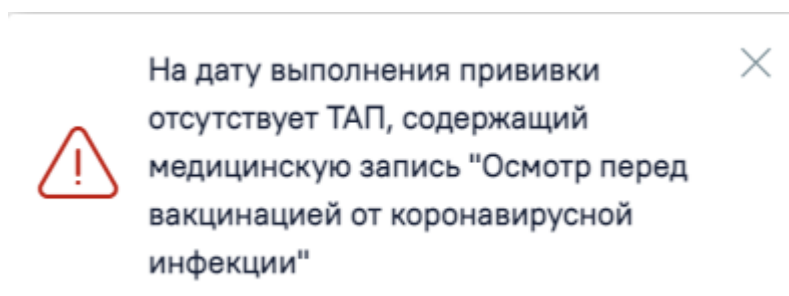 На дату выполнения прививки
отсутствует ТАП, содержащий
медицинскую запись "Осмотр перед
вакцинацией от коронавирусной
инфекции"